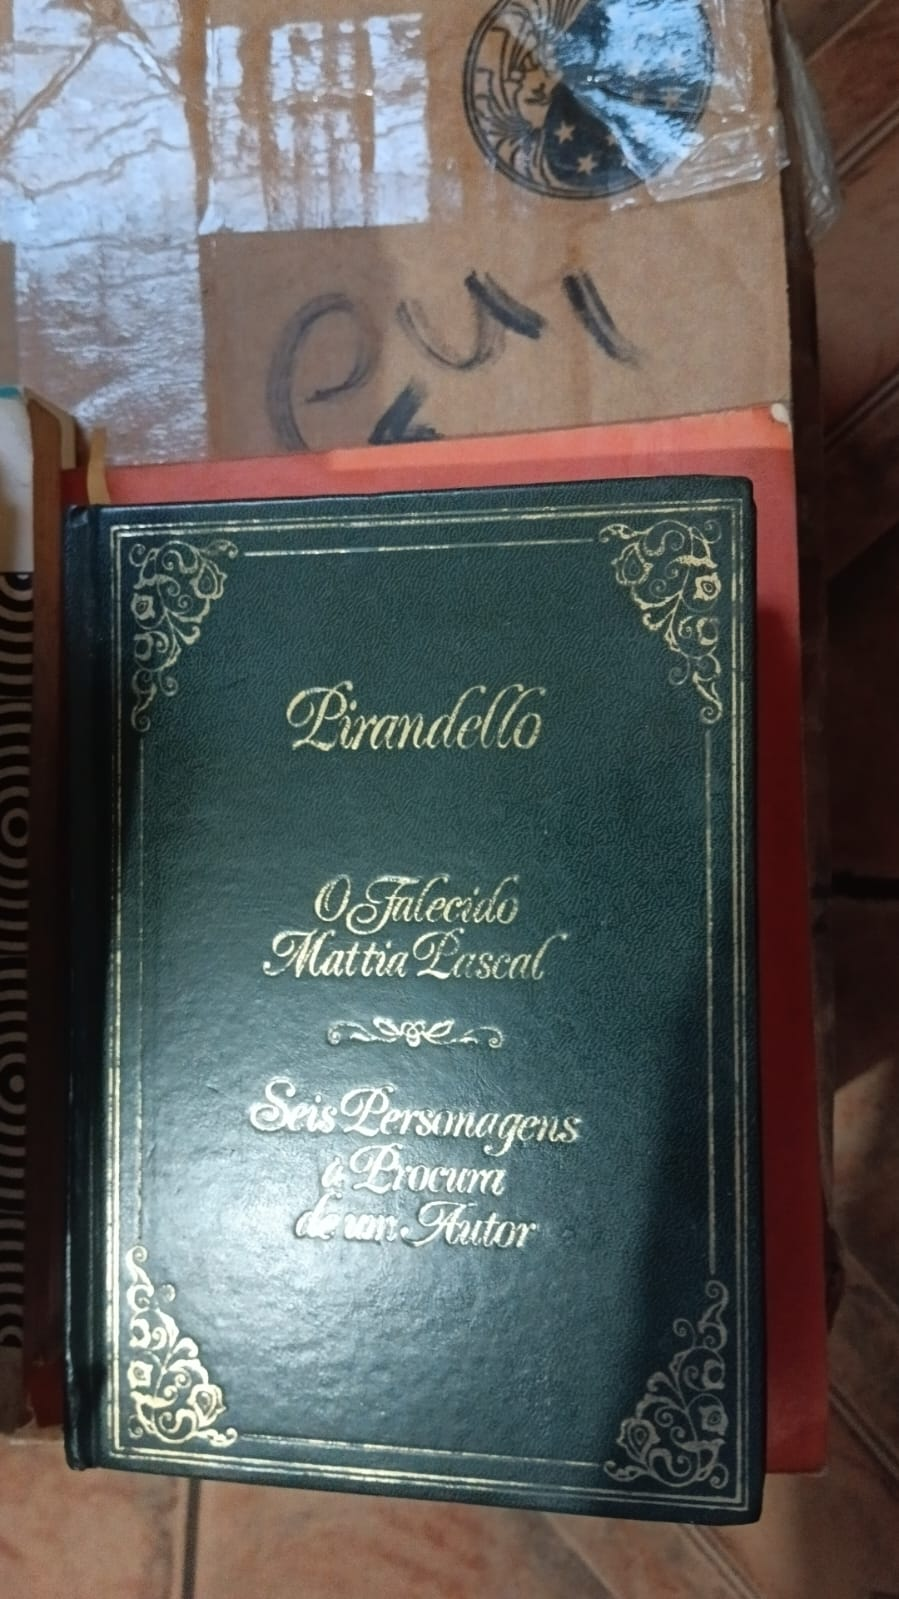 Pirandello
O Falecido
Mattia Pascal
Seis Personagens
à Procura
de um Autor